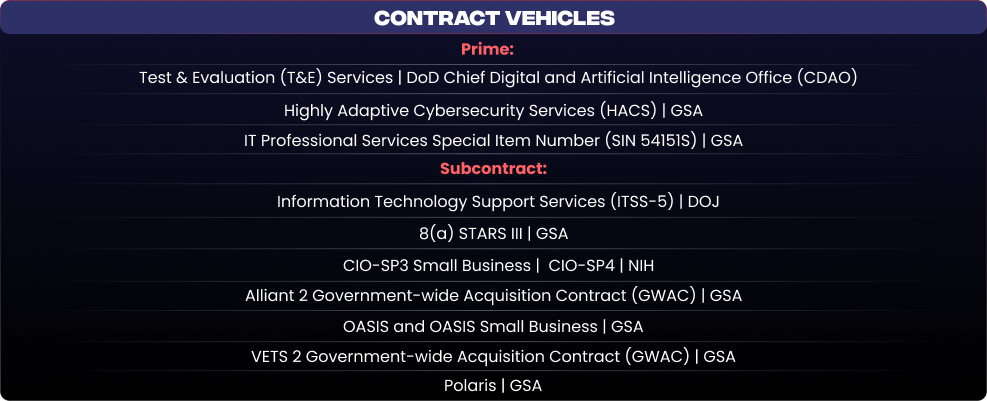 CONTRACT VEHICLES
Prime:
Test & Evaluation (T&E) Services | DoD Chief Digital and Artificial Intelligence Office (CDAO)
Highly Adaptive Cybersecurity Services (HACS) | GSA
IT Professional Services Special Item Number (SIN 54151S) | GSA
Subcontract:
Information Technology Support Services (ITSS-5) | DOJ
8(a) STARS III | GSA
CIO-SP3 Small Business |  CIO-SP4 | NIH
Alliant 2 Government-wide Acquisition Contract (GWAC) | GSA
OASIS and OASIS Small Business | GSA
VETS 2 Government-wide Acquisition Contract (GWAC) | GSA
Polaris | GSA